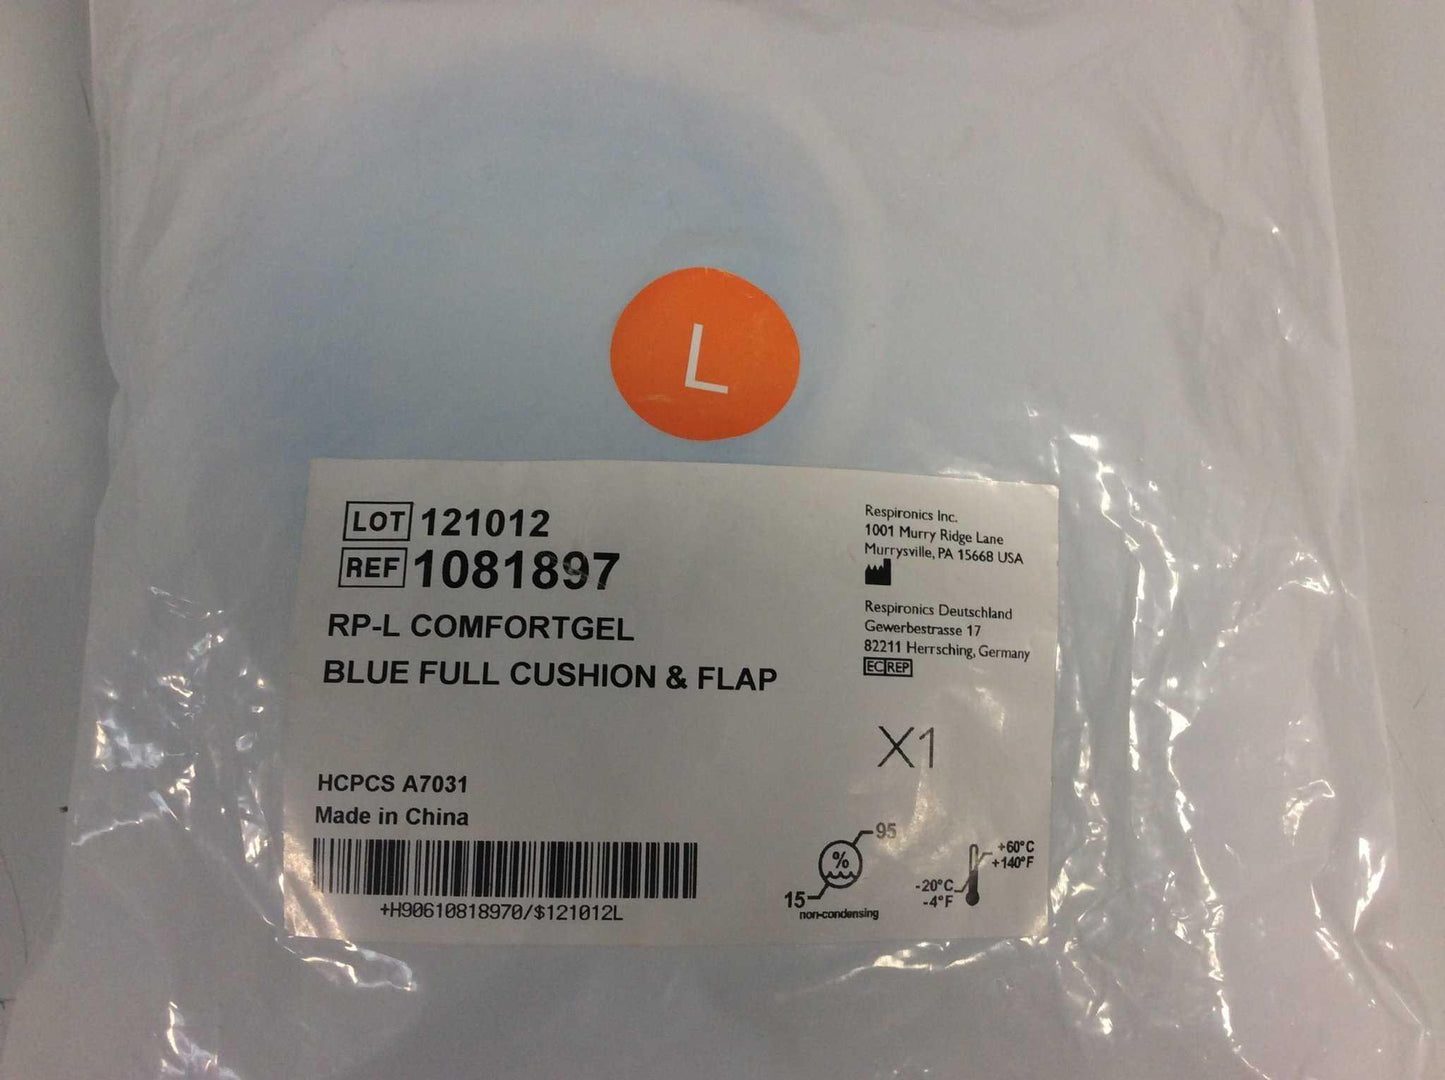 L
LOT 121012
REF 1081897
RP-L COMFORTGEL
BLUE FULL CUSHION & FLAP
HCPCS A7031
Made in China
+H90610818970/$121012L
Respironics Inc.
1001 Murry Ridge Lane
Murrysville, PA 15668 USA
Respironics Deutschland
Gewerbestrasse 17
82211 Herrsching, Germany
EC REP
X1
95
%
15
non-condensing
+60°C
+140°F
-20°C
-4°F